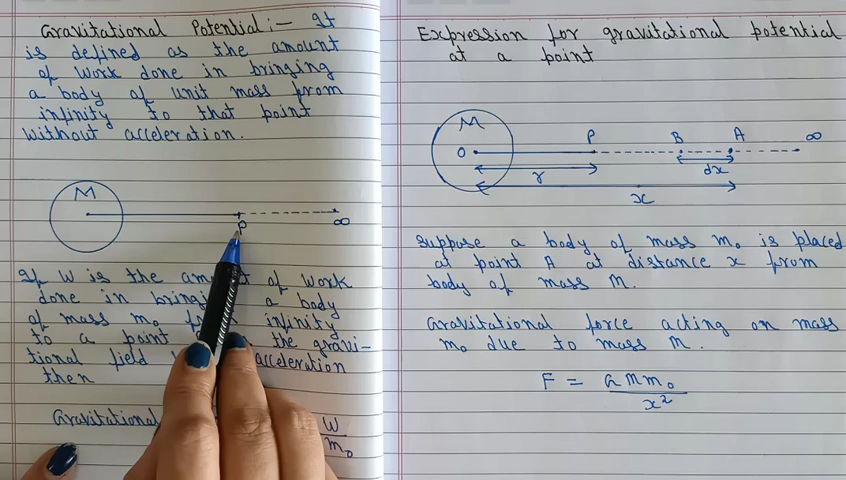 Gravitational Potential :- It
is defined as the amount
of work done in bringing
a body of unit mass from
infinity to that point
without acceleration.
M
P
∞
If W is the of work
done in a body
of mass m₀ infinity
to a point the gravi-
tional field acceleration
then
Gravitational W
m₀
Expression for gravitational potential
at a point
M
O P B A ∞
r dx
x
Suppose a body of mass m₀ is placed
at point A at distance x from
body of mass M.
Gravitational force acting on mass
m₀ due to mass M.
F = GMm₀
x²